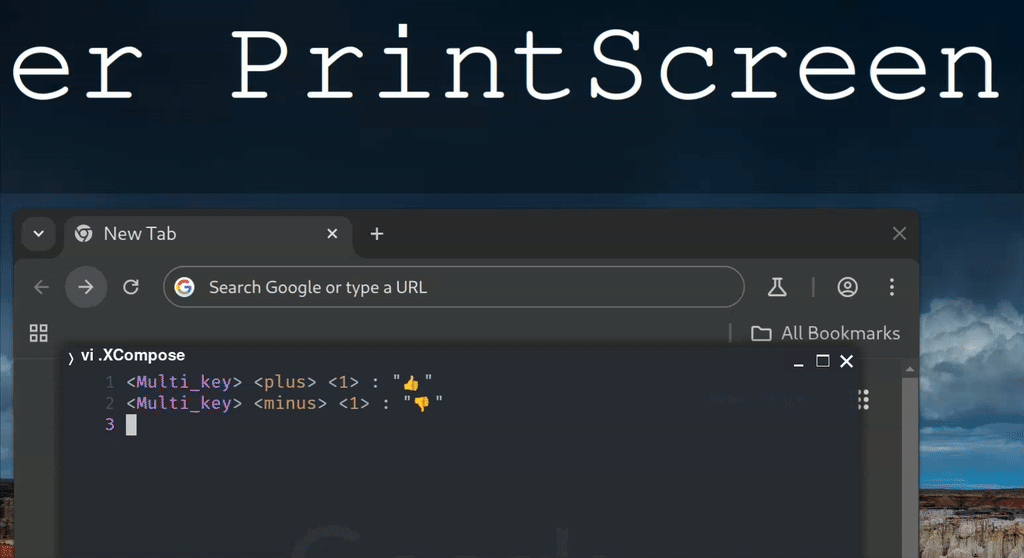 er PrintScreen
New Tab
Search Google or type a URL
All Bookmarks
vi .XCompose
1 <Multi_key> <plus> <1> : "👍"
2 <Multi_key> <minus> <1> : "👎"
3